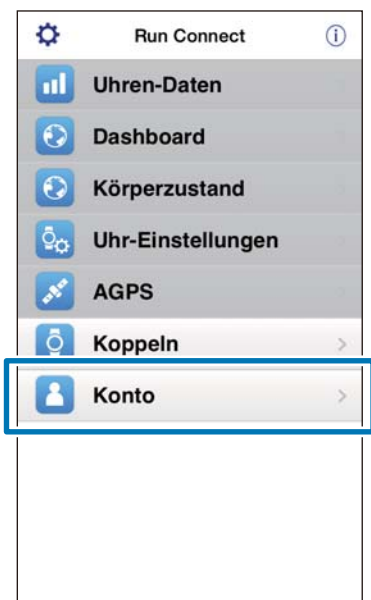 Run Connect
Uhren-Daten
Dashboard
Körperzustand
Uhr-Einstellungen
AGPS
Koppeln
Konto